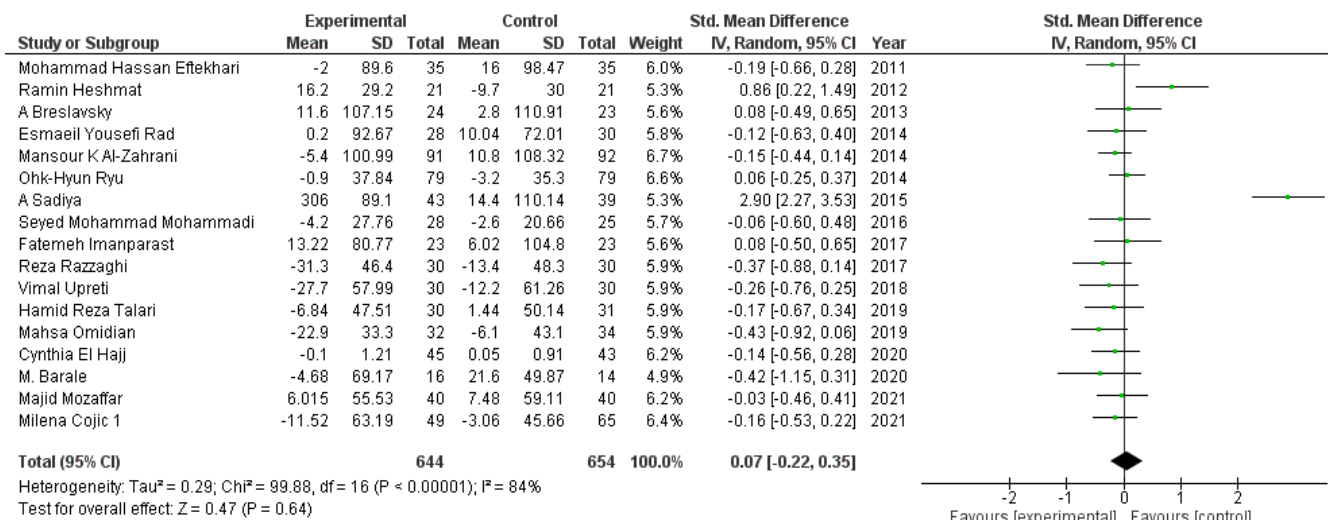 Experimental Control Std. Mean Difference Std. Mean Difference
Study or Subgroup Mean SD Total Mean SD Total Weight IV, Random, 95% CI Year IV, Random, 95% CI
Mohammad Hassan Eftekhari -2 89.6 35 16 98.47 35 6.0% -0.19 [-0.66, 0.28] 2011
Ramin Heshmat 16.2 29.2 21 -9.7 30 21 5.3% 0.86 [0.22, 1.49] 2012
A Breslavsky 11.6 107.15 24 2.8 110.91 23 5.6% 0.08 [-0.49, 0.65] 2013
Esmaeil Yousefi Rad 0.2 92.67 28 10.04 72.01 30 5.8% -0.12 [-0.63, 0.40] 2014
Mansour K Al-Zahrani -5.4 100.99 91 10.8 108.32 92 6.7% -0.15 [-0.44, 0.14] 2014
Ohk-Hyun Ryu -0.9 37.84 79 -3.2 35.3 79 6.6% 0.06 [-0.25, 0.37] 2014
A Sadiya 306 89.1 43 14.4 110.14 39 5.3% 2.90 [2.27, 3.53] 2015
Seyed Mohammad Mohammadi -4.2 27.76 28 -2.6 20.66 25 5.7% -0.06 [-0.60, 0.48] 2016
Fatemeh Imanparast 13.22 80.77 23 6.02 104.8 23 5.6% 0.08 [-0.50, 0.65] 2017
Reza Razzaghi -31.3 46.4 30 -13.4 48.3 30 5.9% -0.37 [-0.88, 0.14] 2017
Vimal Upreti -27.7 57.99 30 -12.2 61.26 30 5.9% -0.26 [-0.76, 0.25] 2018
Hamid Reza Talari -6.84 47.51 30 1.44 50.14 31 5.9% -0.17 [-0.67, 0.34] 2019
Mahsa Omidian -22.9 33.3 32 -6.1 43.1 34 5.9% -0.43 [-0.92, 0.06] 2019
Cynthia El Hajj -0.1 1.21 45 0.05 0.91 43 6.2% -0.14 [-0.56, 0.28] 2020
M. Barale -4.68 69.17 16 21.6 49.87 14 4.9% -0.42 [-1.15, 0.31] 2020
Majid Mozaffar 6.015 55.53 40 7.48 59.11 40 6.2% -0.03 [-0.46, 0.41] 2021
Milena Cojic 1 -11.52 63.19 49 -3.06 45.66 65 6.4% -0.16 [-0.53, 0.22] 2021
Total (95% CI) 644 654 100.0% 0.07 [-0.22, 0.35]
Heterogeneity: Tau² = 0.29; Chi² = 99.88, df = 16 (P < 0.00001); I² = 84%
Test for overall effect: Z = 0.47 (P = 0.64)
-2 -1 0 1 2
Favours [experimental] Favours [control]